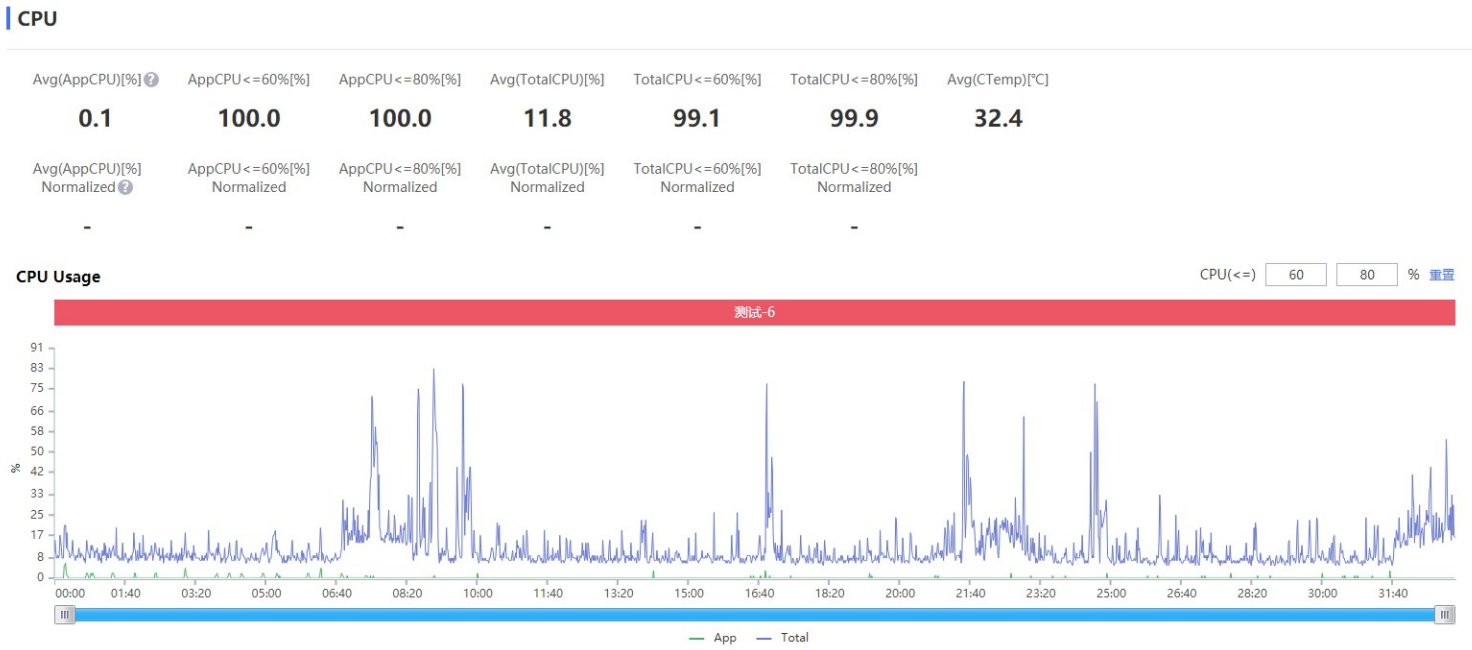 CPU
Avg(AppCPU)[%] ? AppCPU<=60%[%] AppCPU<=80%[%] Avg(TotalCPU)[%] TotalCPU<=60%[%] TotalCPU<=80%[%] Avg(CTemp)[℃]
0.1 100.0 100.0 11.8 99.1 99.9 32.4
Avg(AppCPU)[%] AppCPU<=60%[%] AppCPU<=80%[%] Avg(TotalCPU)[%] TotalCPU<=60%[%] TotalCPU<=80%[%]
Normalized ? Normalized Normalized Normalized Normalized Normalized
- - - - - -
CPU Usage CPU(<=) 60 80 % 重置
测试-6
91
83
75
66
58
50
%
42
33
25
17
8
0
00:00 01:40 03:20 05:00 06:40 08:20 10:00 11:40 13:20 15:00 16:40 18:20 20:00 21:40 23:20 25:00 26:40 28:20 30:00 31:40
App Total